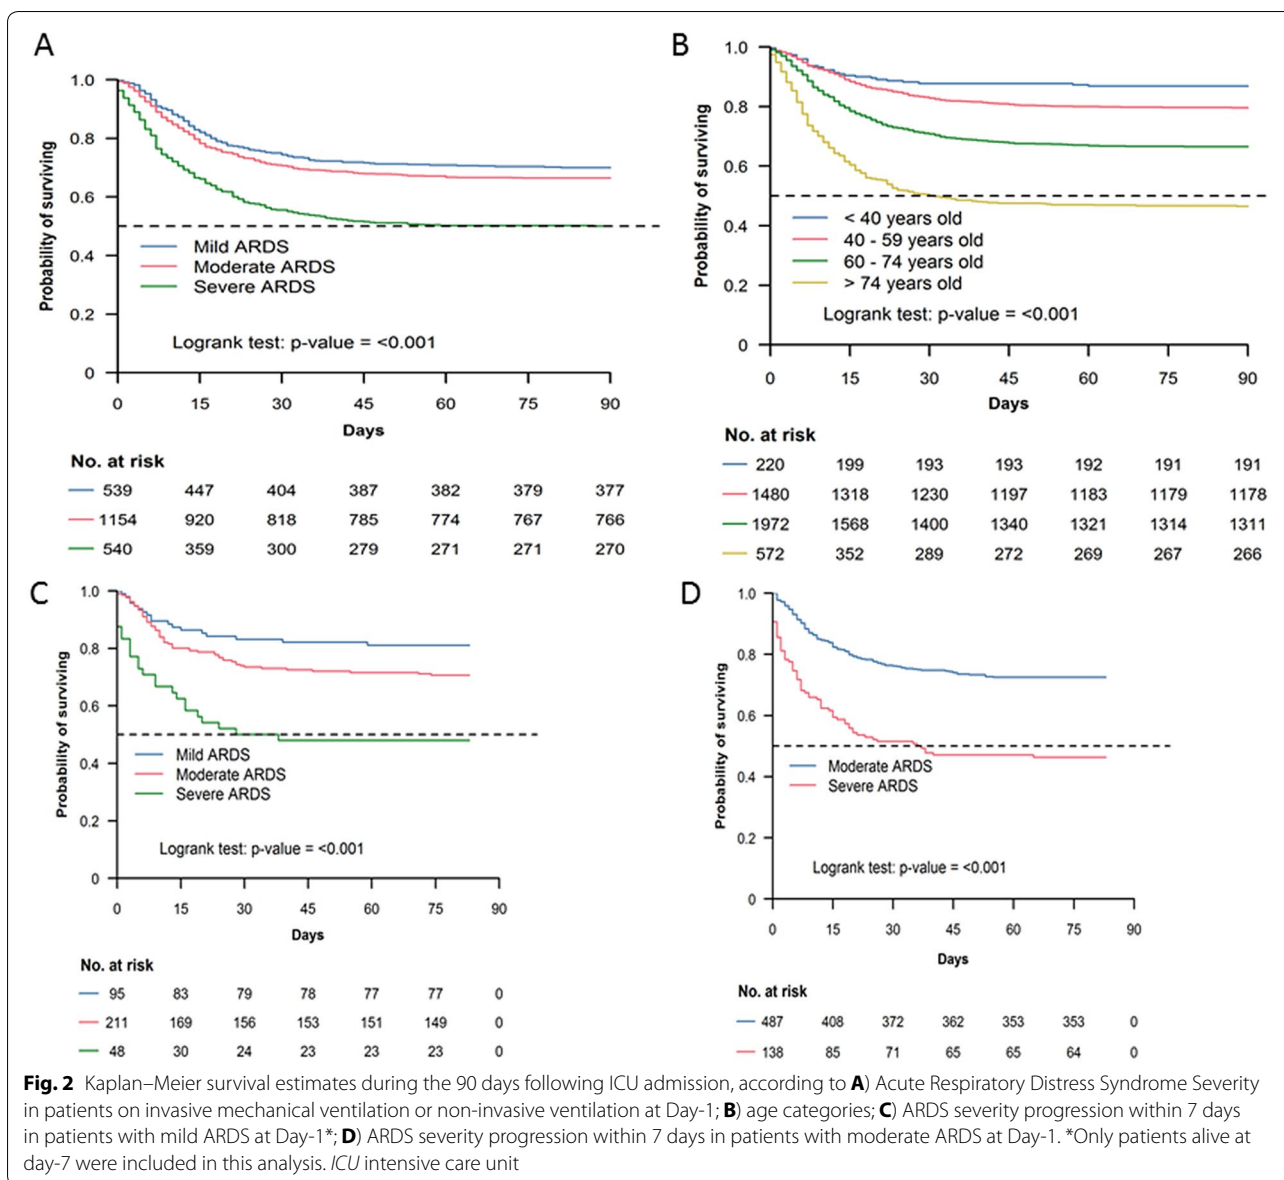 A
Probability of surviving
1.0
0.8
0.6
0.4
0.2
0
Mild ARDS
Moderate ARDS
Severe ARDS
Logrank test: p-value = <0.001
0 15 30 45 60 75 90
Days
No. at risk
539 447 404 387 382 379 377
1154 920 818 785 774 767 766
540 359 300 279 271 271 270
B
Probability of surviving
1.0
0.8
0.6
0.4
0.2
0
< 40 years old
40 - 59 years old
60 - 74 years old
> 74 years old
Logrank test: p-value = <0.001
0 15 30 45 60 75 90
Days
No. at risk
220 199 193 193 192 191 191
1480 1318 1230 1197 1183 1179 1178
1972 1568 1400 1340 1321 1314 1311
572 352 289 272 269 267 266
C
Probability of surviving
1.0
0.8
0.6
0.4
0.2
0
Mild ARDS
Moderate ARDS
Severe ARDS
Logrank test: p-value = <0.001
0 15 30 45 60 75 90
Days
No. at risk
95 83 79 78 77 77 0
211 169 156 153 151 149 0
48 30 24 23 23 23 0
D
Probability of surviving
1.0
0.8
0.6
0.4
0.2
0
Moderate ARDS
Severe ARDS
Logrank test: p-value = <0.001
0 15 30 45 60 75 90
Days
No. at risk
487 408 372 362 353 353 0
138 85 71 65 65 64 0
Fig. 2 Kaplan–Meier survival estimates during the 90 days following ICU admission, according to A) Acute Respiratory Distress Syndrome Severity
in patients on invasive mechanical ventilation or non-invasive ventilation at Day-1; B) age categories; C) ARDS severity progression within 7 days
in patients with mild ARDS at Day-1*; D) ARDS severity progression within 7 days in patients with moderate ARDS at Day-1. *Only patients alive at
day-7 were included in this analysis. ICU intensive care unit